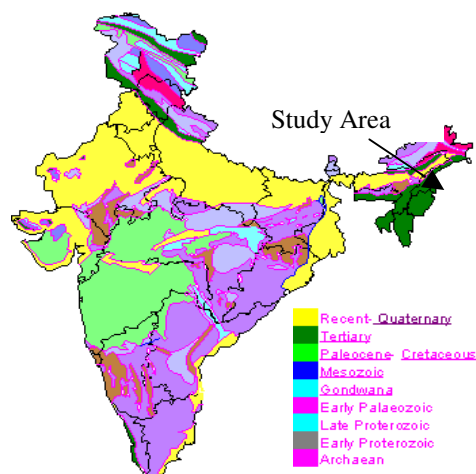 Study Area
Recent- Quaternary
Tertiary
Paleocene- Cretaceous
Mesozoic
Gondwana
Early Palaeozoic
Late Proterozoic
Early Proterozoic
Archaean